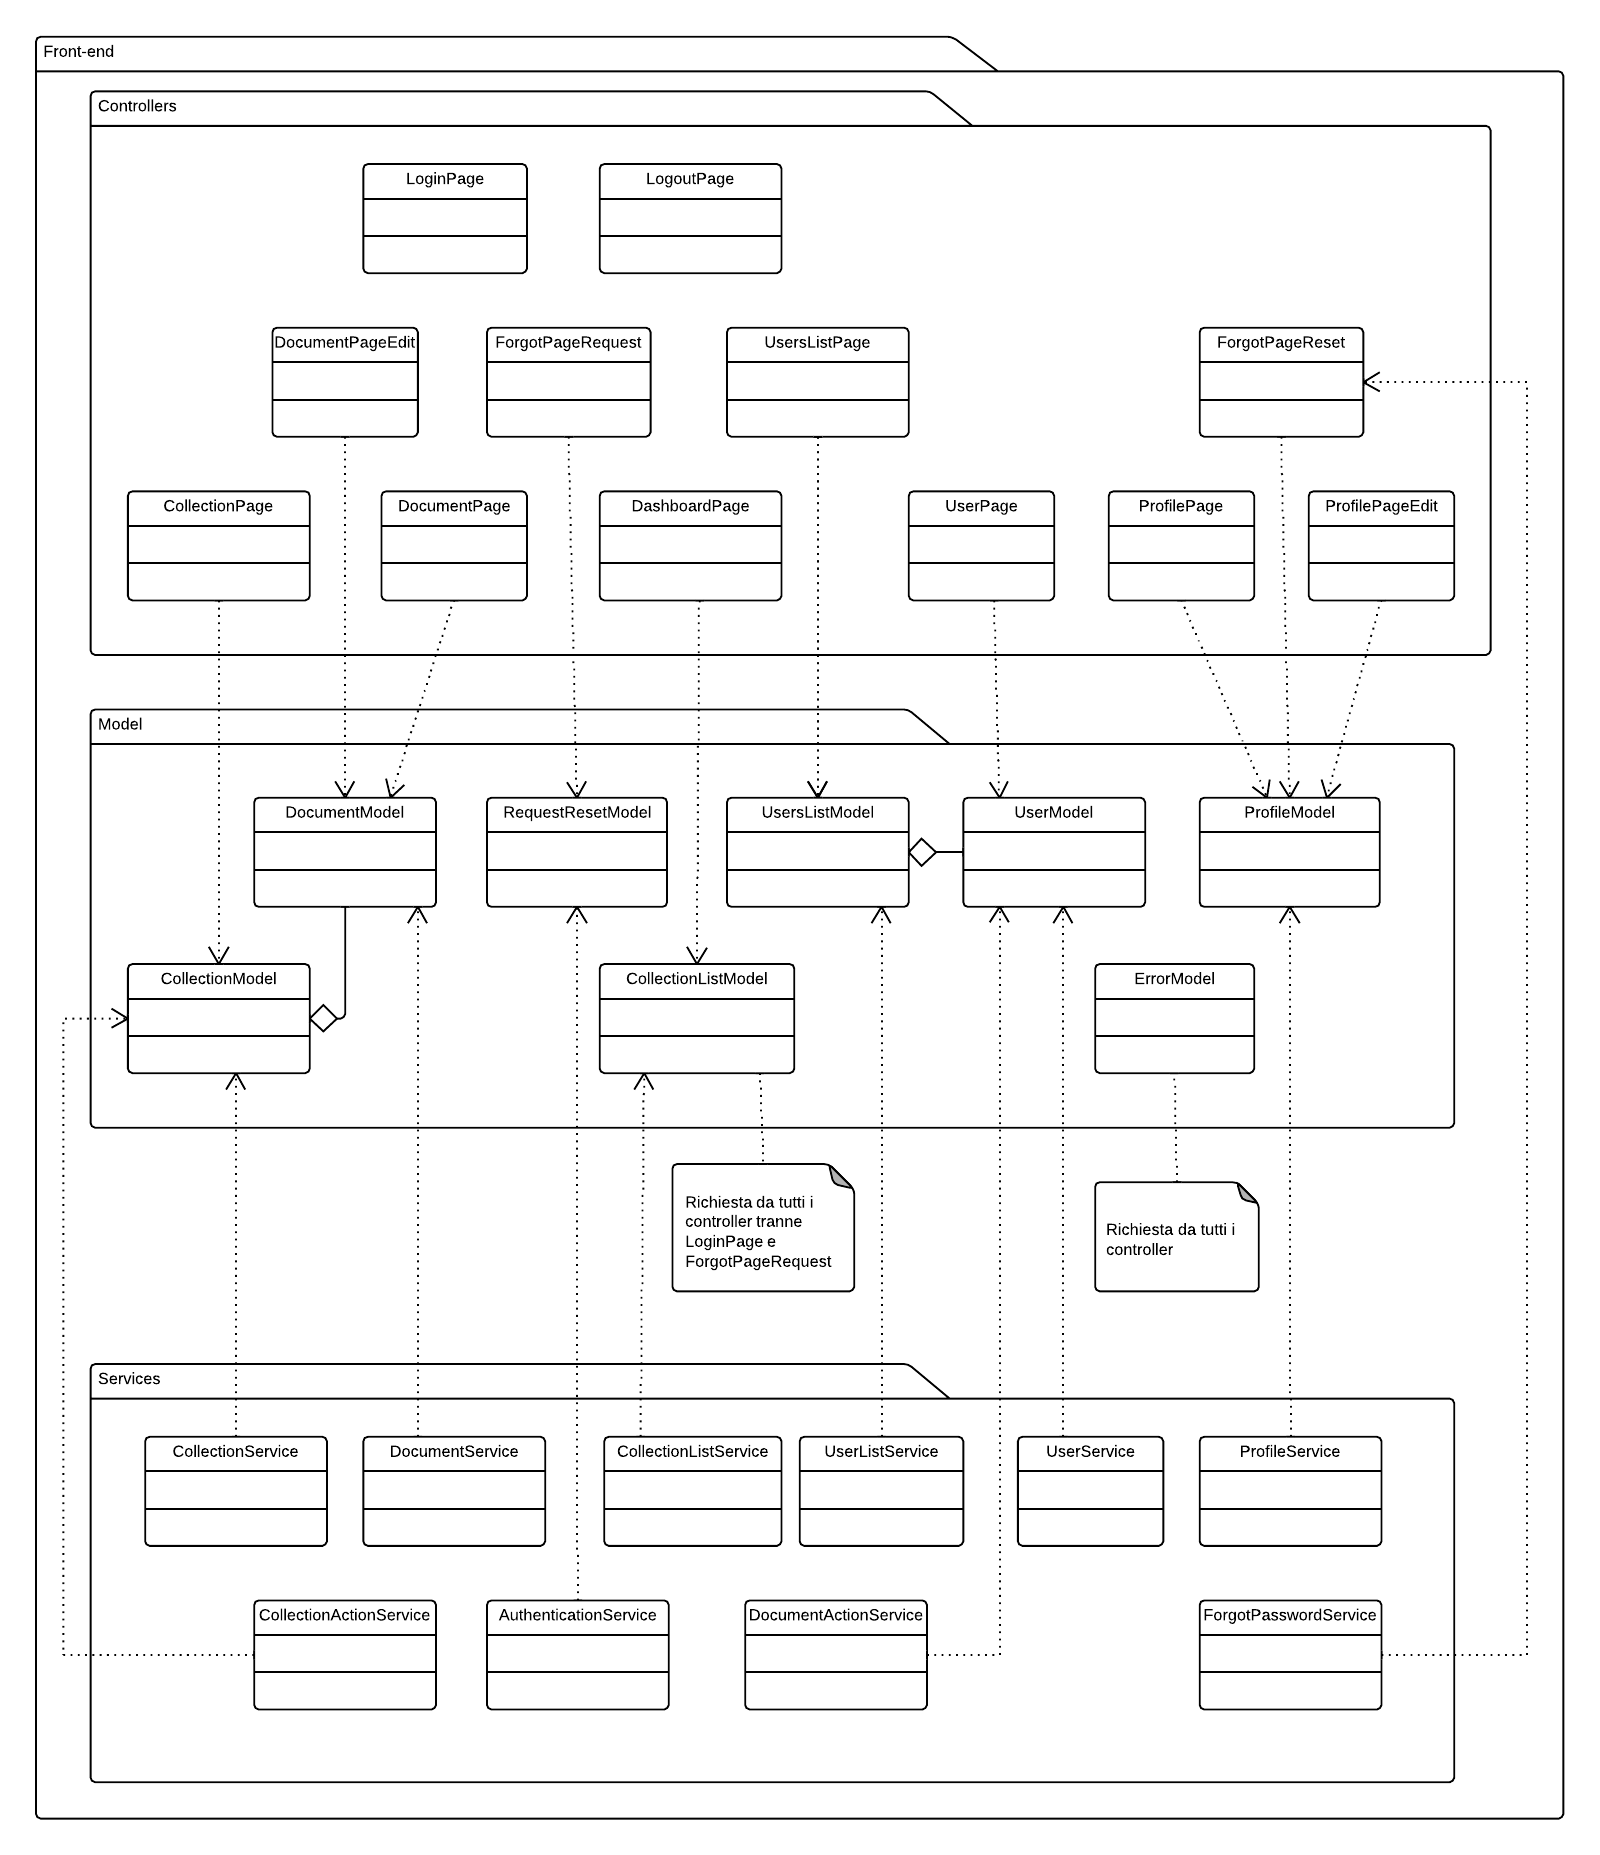 Front-end
Controllers
LoginPage
LogoutPage
DocumentPageEdit
ForgotPageRequest
UsersListPage
ForgotPageReset
CollectionPage
DocumentPage
DashboardPage
UserPage
ProfilePage
ProfilePageEdit
Model
DocumentModel
RequestResetModel
UsersListModel
UserModel
ProfileModel
CollectionModel
CollectionListModel
ErrorModel
Richiesta da tutti i
controller tranne
LoginPage e
ForgotPageRequest
Richiesta da tutti i
controller
Services
CollectionService
DocumentService
CollectionListService
UserListService
UserService
ProfileService
CollectionActionService
AuthenticationService
DocumentActionService
ForgotPasswordService